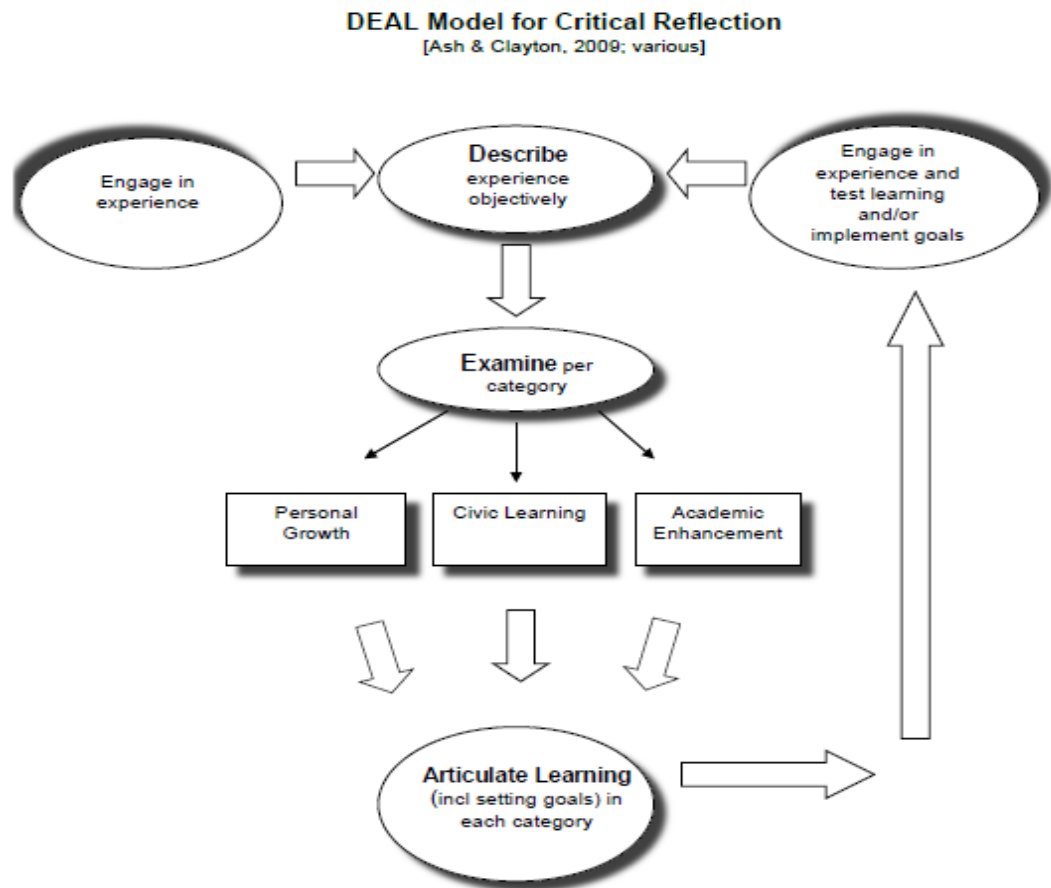 DEAL Model for Critical Reflection
[Ash & Clayton, 2009; various]
Engage in
experience
Describe
experience
objectively
Engage in
experience and
test learning
and/or
implement goals
Examine per
category
Personal
Growth
Civic Learning
Academic
Enhancement
Articulate Learning
(incl setting goals) in
each category